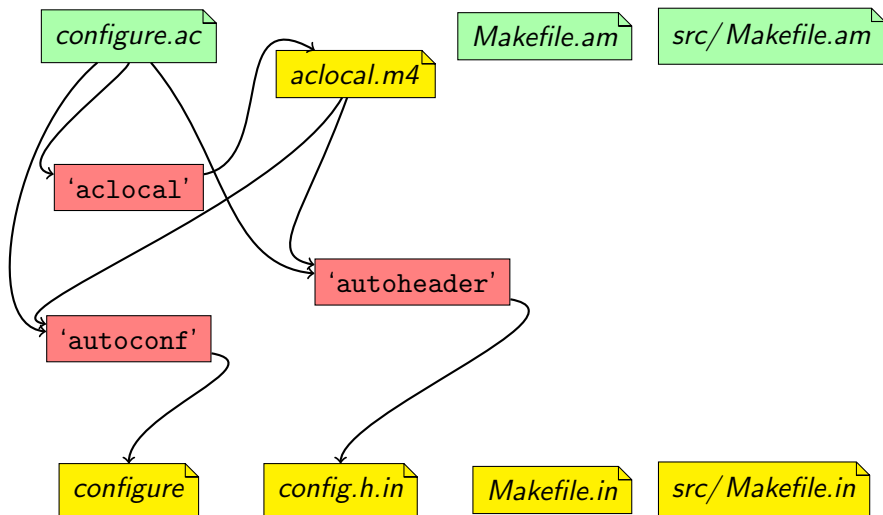 configure.ac
aclocal.m4
Makefile.am
src/Makefile.am
‘aclocal’
‘autoheader’
‘autoconf’
configure
config.h.in
Makefile.in
src/Makefile.in